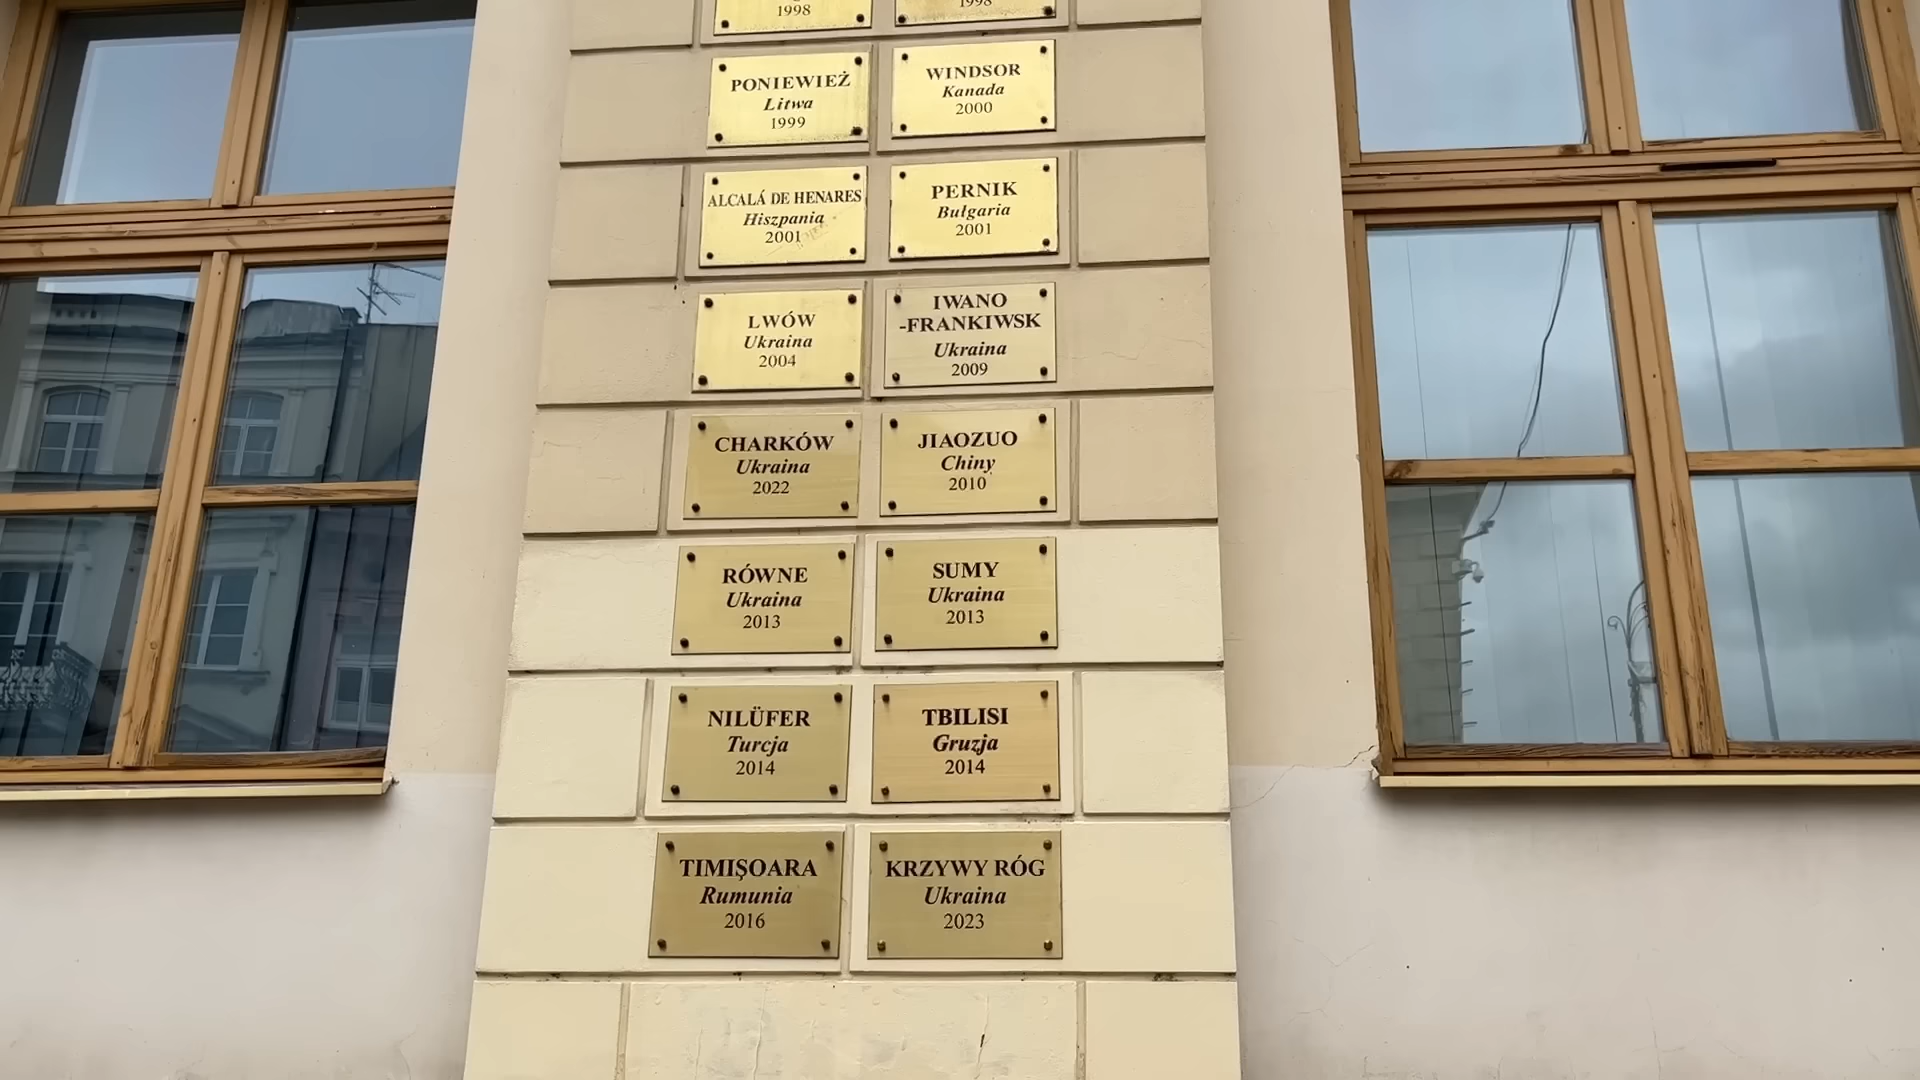 1998
1998
PONIEWIEŻ
Litwa
1999
WINDSOR
Kanada
2000
ALCALÁ DE HENARES
Hiszpania
2001
PERNIK
Bułgaria
2001
LWÓW
Ukraina
2004
IWANO
-FRANKIWSK
Ukraina
2009
CHARKÓW
Ukraina
2022
JIAOZUO
Chiny
2010
RÓWNE
Ukraina
2013
SUMY
Ukraina
2013
NILÜFER
Turcja
2014
TBILISI
Gruzja
2014
TIMIŞOARA
Rumunia
2016
KRZYWY RÓG
Ukraina
2023